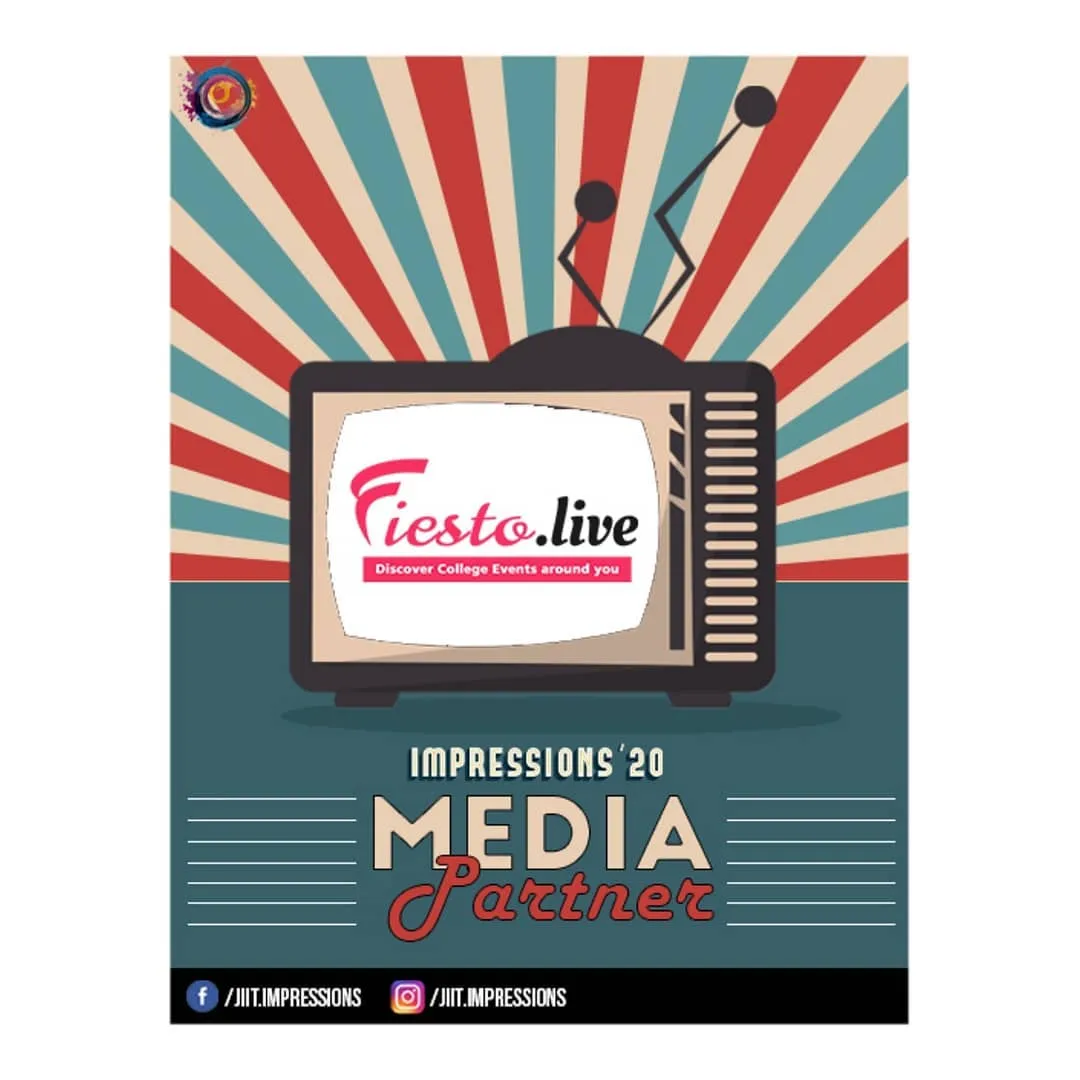 Fiesto.live
Discover College Events around you
IMPRESSIONS '20
MEDIA
Partner
/JIIT.IMPRESSIONS /JIIT.IMPRESSIONS